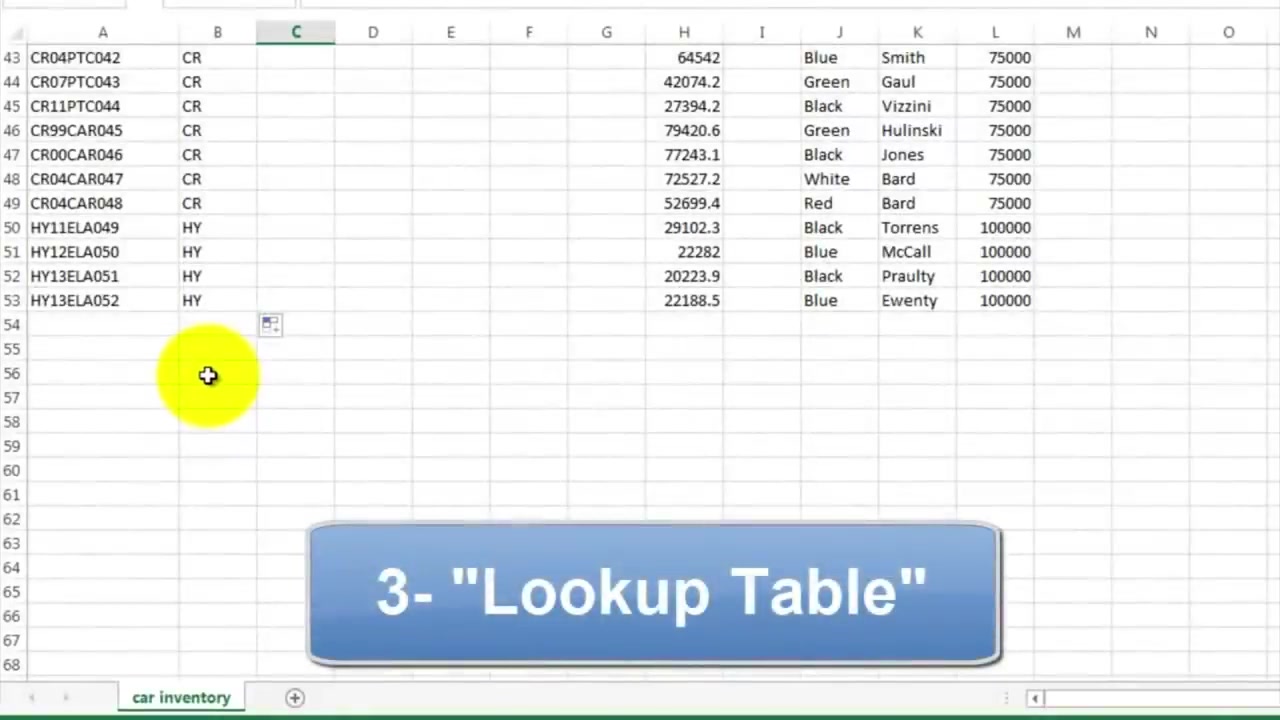 A B C D E F G H I J K L M N O
43 CR04PTC042 CR 64542 Blue Smith 75000
44 CR07PTC043 CR 42074.2 Green Gaul 75000
45 CR11PTC044 CR 27394.2 Black Vizzini 75000
46 CR99CAR045 CR 79420.6 Green Hulinski 75000
47 CR00CAR046 CR 77243.1 Black Jones 75000
48 CR04CAR047 CR 72527.2 White Bard 75000
49 CR04CAR048 CR 52699.4 Red Bard 75000
50 HY11ELA049 HY 29102.3 Black Torrens 100000
51 HY12ELA050 HY 22282 Blue McCall 100000
52 HY13ELA051 HY 20223.9 Black Praulty 100000
53 HY13ELA052 HY 22188.5 Blue Ewenty 100000
54
55
56
57
58
59
60
61
62
63
64
65
66
67
68
3- "Lookup Table"
car inventory